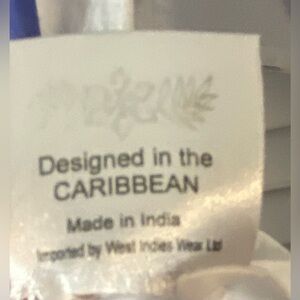 Designed in the
CARIBBEAN
Made in India
Imported by West Indies Wear Ltd